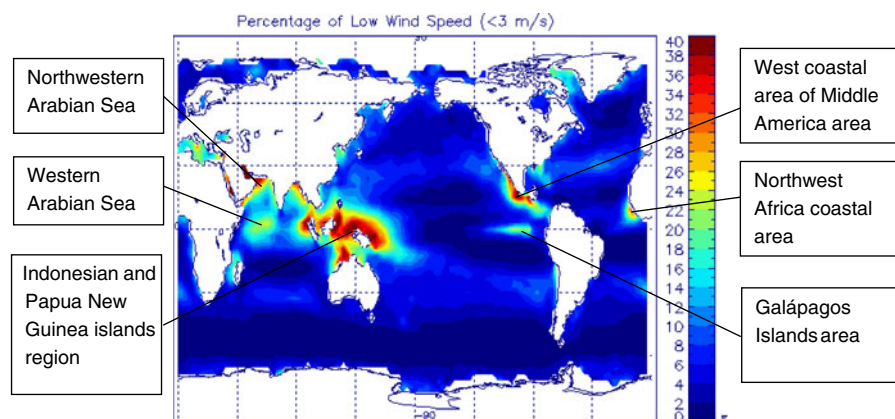 Percentage of Low Wind Speed (<3 m/s)
90
Northwestern
Arabian Sea
Western
Arabian Sea
Indonesian and
Papua New
Guinea islands
region
West coastal
area of Middle
America area
Northwest
Africa coastal
area
Galápagos
Islands area
40
38
36
34
32
30
28
26
24
22
20
18
16
14
12
10
8
6
4
2
0
-90